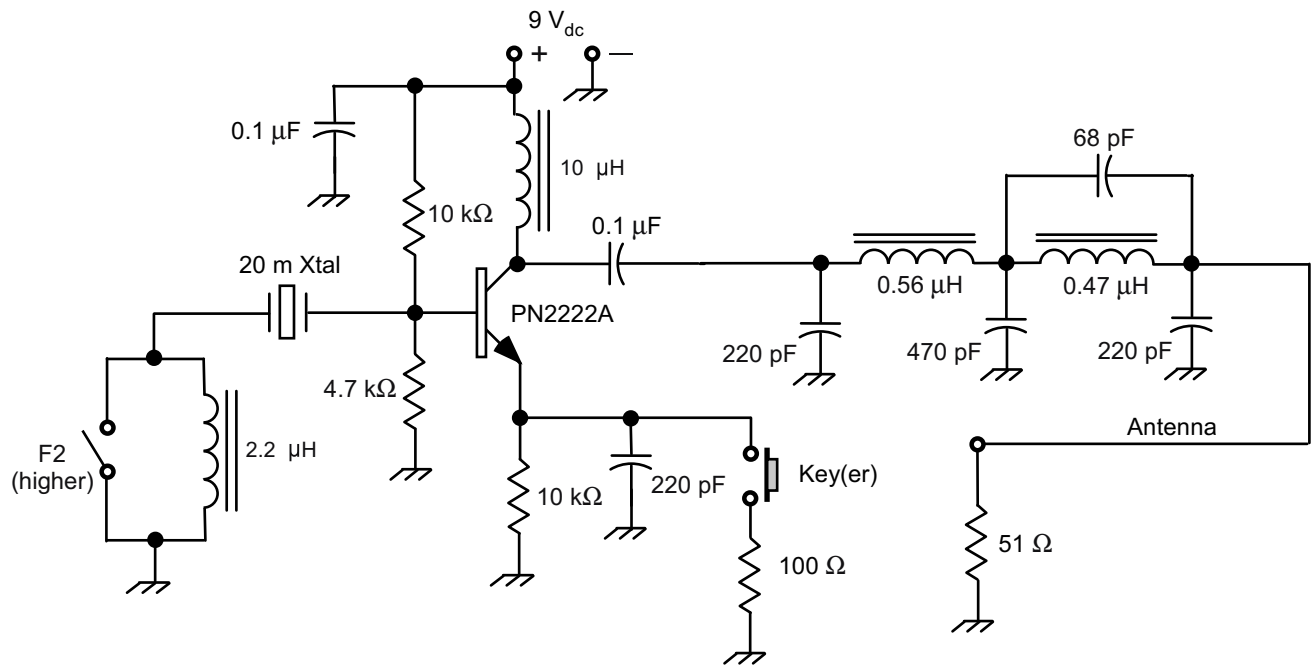 9 V_dc
+
—
0.1 μF
10 μH
68 pF
10 kΩ
0.1 μF
20 m Xtal
PN2222A
0.56 μH
0.47 μH
220 pF
470 pF
220 pF
4.7 kΩ
F2
(higher)
2.2 μH
Antenna
10 kΩ
220 pF
Key(er)
51 Ω
100 Ω